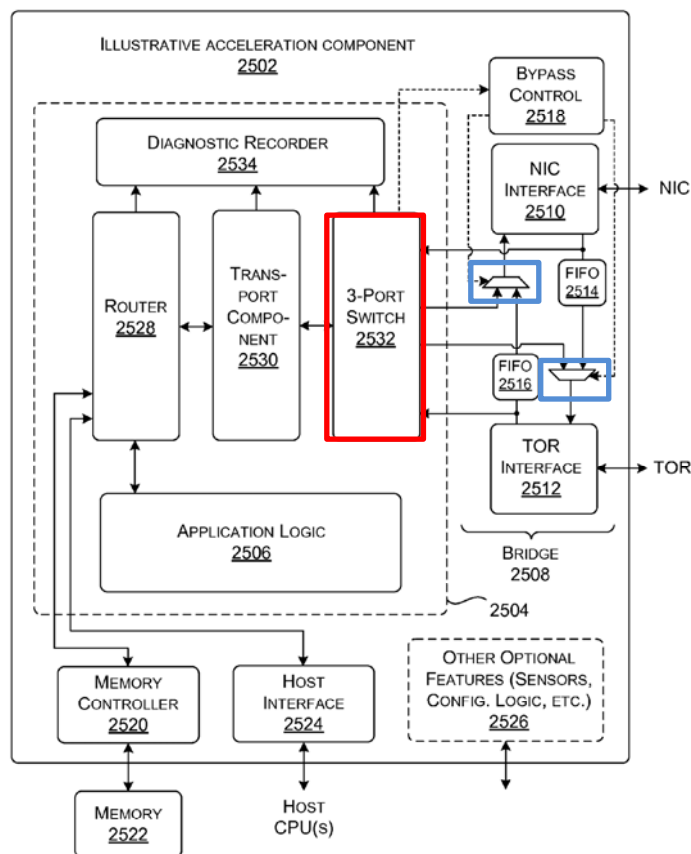 ILLUSTRATIVE ACCELERATION COMPONENT
2502
BYPASS
CONTROL
2518
DIAGNOSTIC RECORDER
2534
NIC
INTERFACE
2510
NIC
ROUTER
2528
TRANS-
PORT
COMPO-
NENT
2530
3-PORT
SWITCH
2532
FIFO
2514
FIFO
2516
TOR
INTERFACE
2512
TOR
APPLICATION LOGIC
2506
BRIDGE
2508
2504
MEMORY
CONTROLLER
2520
HOST
INTERFACE
2524
OTHER OPTIONAL
FEATURES (SENSORS,
CONFIG. LOGIC, ETC.)
2526
MEMORY
2522
HOST
CPU(S)